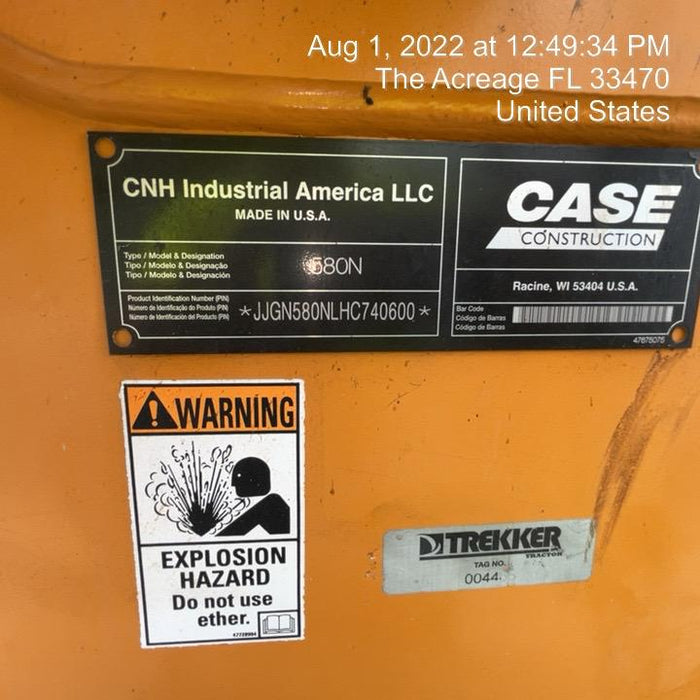 Aug 1, 2022 at 12:49:34 PM
The Acreage FL 33470
United States
CNH Industrial America LLC
MADE IN U.S.A.
Type / Model & Designation
Tipo / Modelo & Designação
Tipo / Modelo & Designación
580N
Product Identification Number (PIN)
Número de Identificação do Produto (PIN)
Número de Identificación del Producto (PIN)
*JJGN580NLHC740600*
CASE
CONSTRUCTION
Racine, WI 53404 U.S.A.
Bar Code
Código de Barras
Código de Barras
47875075
WARNING
EXPLOSION
HAZARD
Do not use
ether.
TREKKER
TRACTOR
TAG NO.